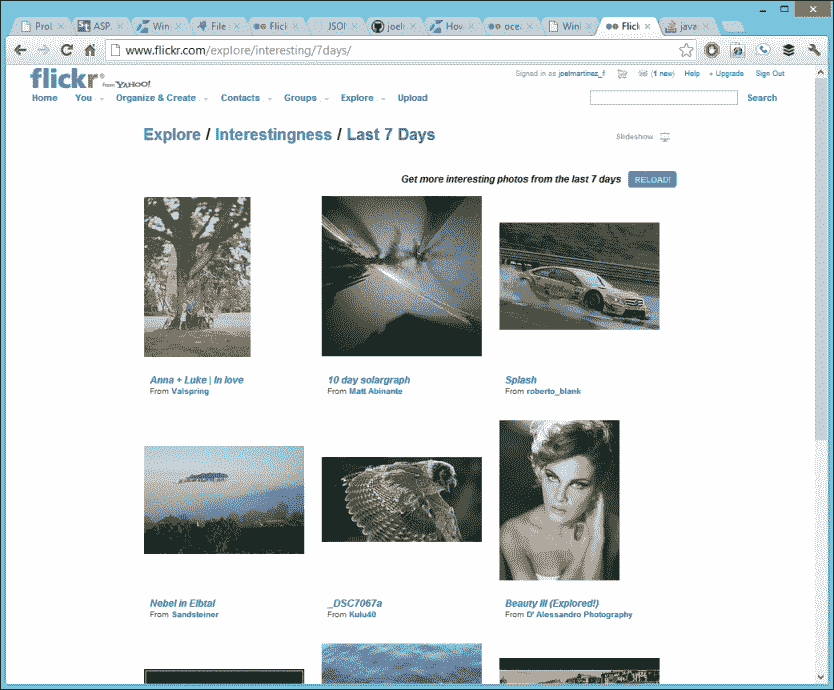 Pro
ASP.
Win
File
Flick
JSON
joelr
How
ocea
Win
Flick
javas
www.flickr.com/explore/interesting/7days/
flickr from YAHOO!
Signed in as joelmartinez_f (1 new) Help + Upgrade Sign Out
Home You Organize & Create Contacts Groups Explore Upload Search
Explore / Interestingness / Last 7 Days
Slideshow
Get more interesting photos from the last 7 days RELOAD!
Anna + Luke | In love
From Valspring
10 day solargraph
From Matt Abinante
Splash
From roberto_blank
Nebel in Elbtal
From Sandsteiner
_DSC7067a
From Kulu40
Beauty III (Explored!)
From D' Alessandro Photography